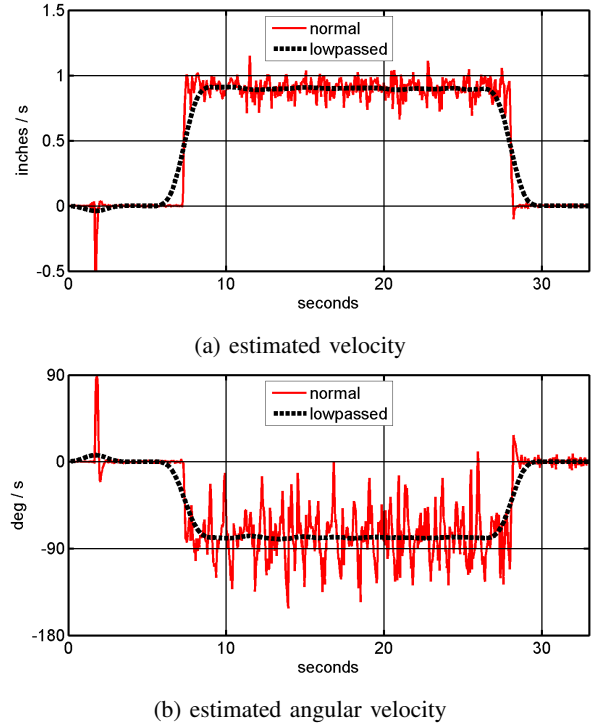 1.5
1
0.5
0
-0.5
inches / s
normal
lowpassed
0 10 20 30
seconds
(a) estimated velocity
90
0
-90
-180
deg / s
normal
lowpassed
0 10 20 30
seconds
(b) estimated angular velocity